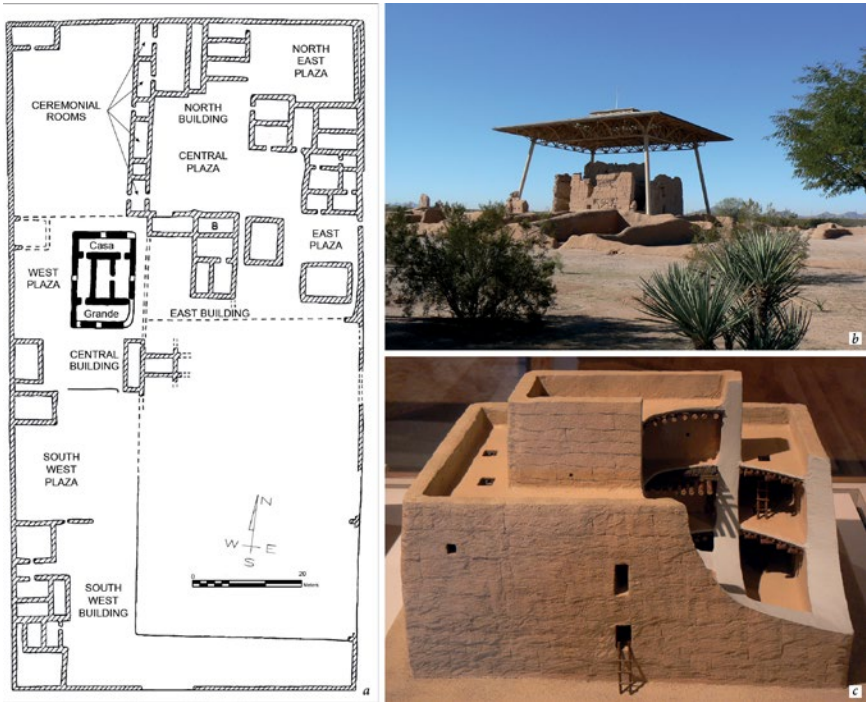 NORTH
EAST
PLAZA
CEREMONIAL
ROOMS
NORTH
BUILDING
CENTRAL
PLAZA
B
EAST
PLAZA
WEST
PLAZA
Casa
Grande
EAST BUILDING
CENTRAL
BUILDING
SOUTH
WEST
PLAZA
N
W E
S
0 20
Meters
SOUTH
WEST
BUILDING
a
b
c